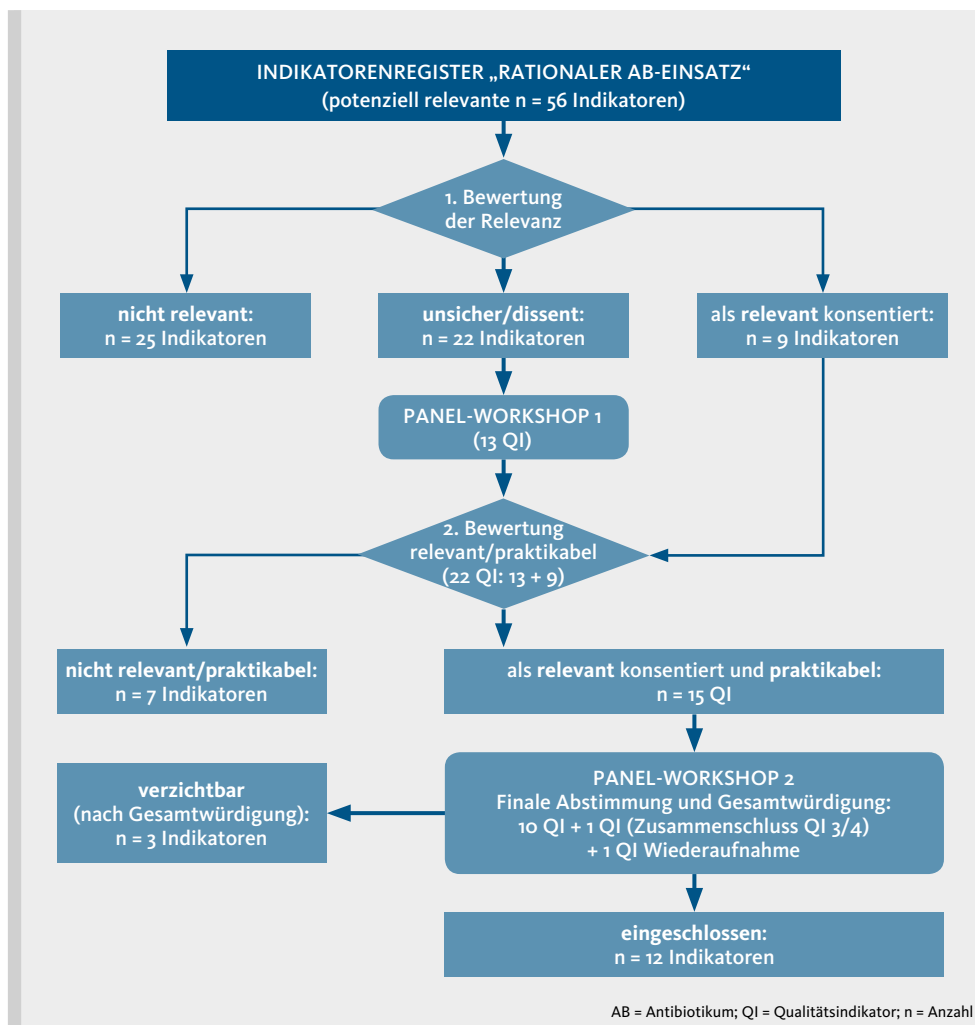 INDIKATORENREGISTER „RATIONALER AB-EINSATZ“
(potenziell relevante n = 56 Indikatoren)
1. Bewertung
der Relevanz
nicht relevant:
n = 25 Indikatoren
unsicher/dissent:
n = 22 Indikatoren
als relevant konsentiert:
n = 9 Indikatoren
PANEL-WORKSHOP 1
(13 QI)
2. Bewertung
relevant/praktikabel
(22 QI: 13 + 9)
nicht relevant/praktikabel:
n = 7 Indikatoren
als relevant konsentiert und praktikabel:
n = 15 QI
verzichtbar
(nach Gesamtwürdigung):
n = 3 Indikatoren
PANEL-WORKSHOP 2
Finale Abstimmung und Gesamtwürdigung:
10 QI + 1 QI (Zusammenschluss QI 3/4)
+ 1 QI Wiederaufnahme
eingeschlossen:
n = 12 Indikatoren
AB = Antibiotikum; QI = Qualitätsindikator; n = Anzahl